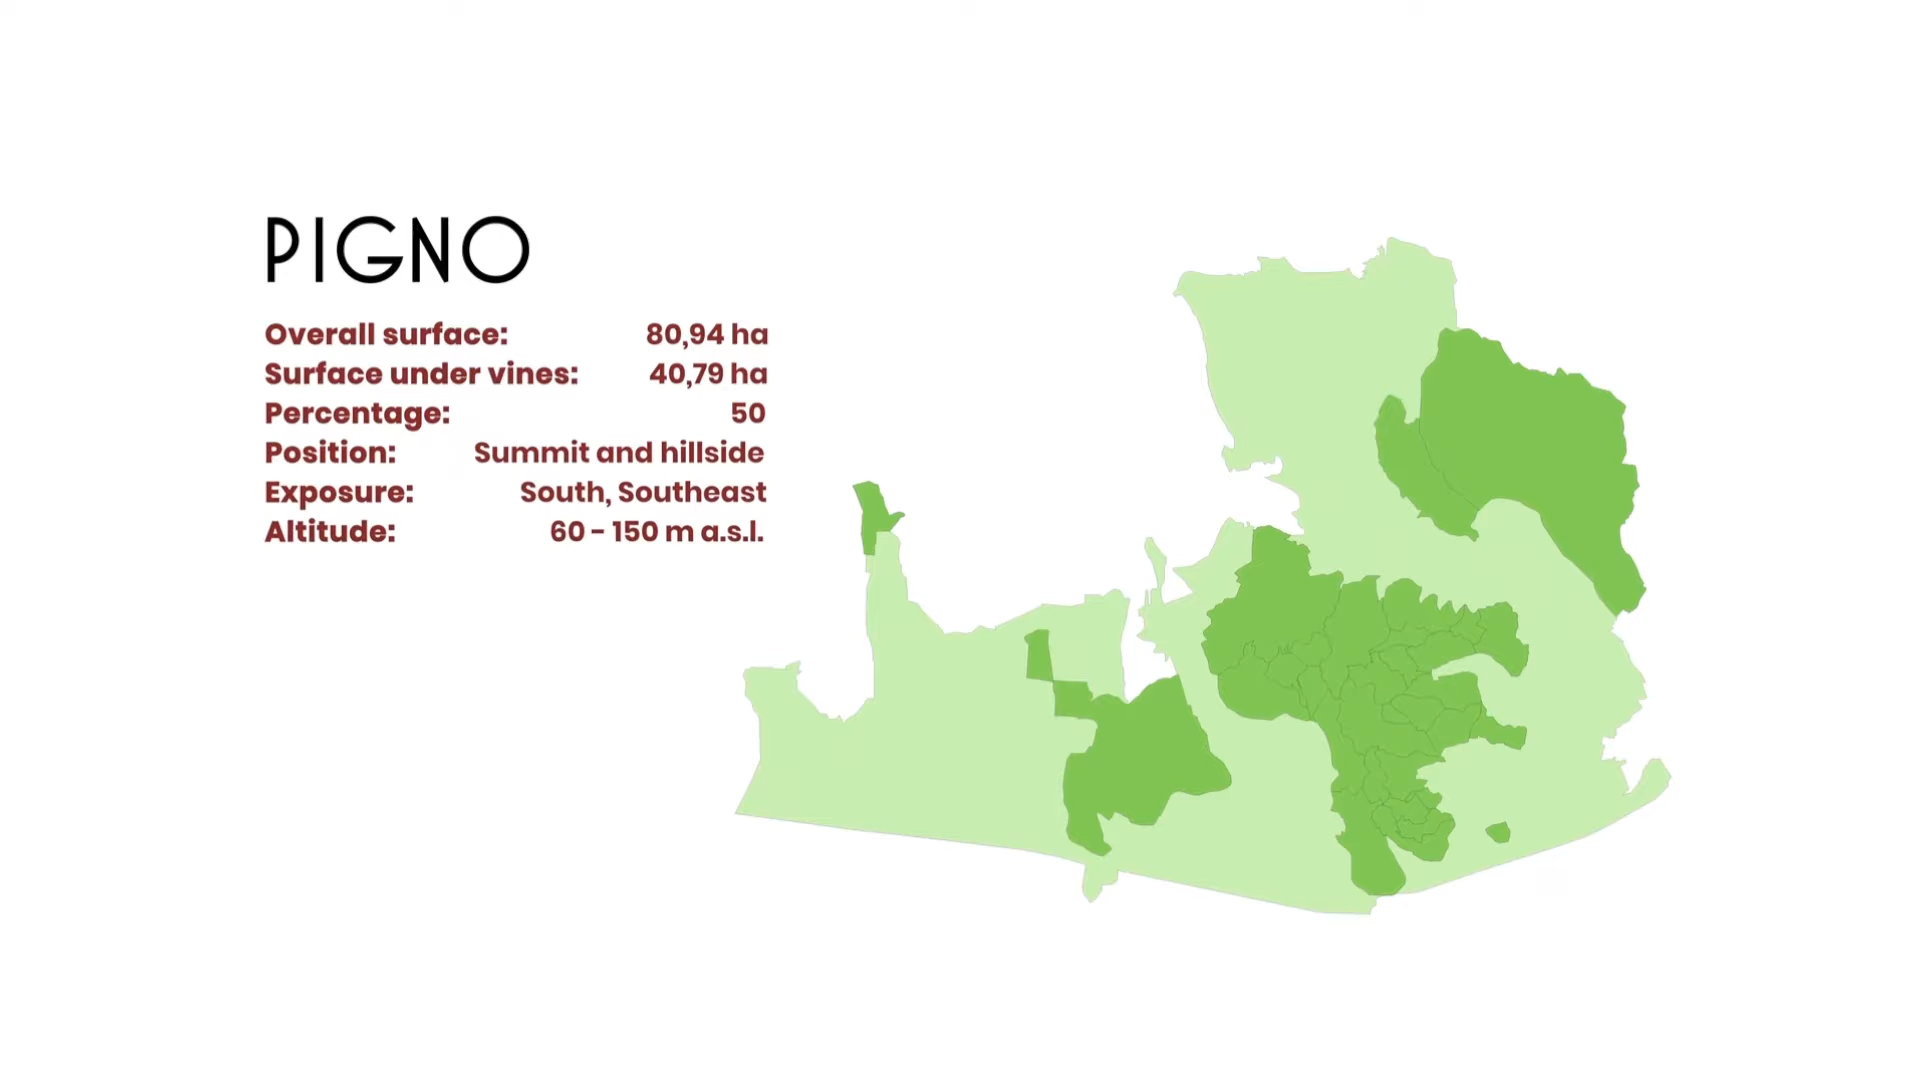 PIGNO
Overall surface: 80,94 ha
Surface under vines: 40,79 ha
Percentage: 50
Position: Summit and hillside
Exposure: South, Southeast
Altitude: 60 - 150 m a.s.l.